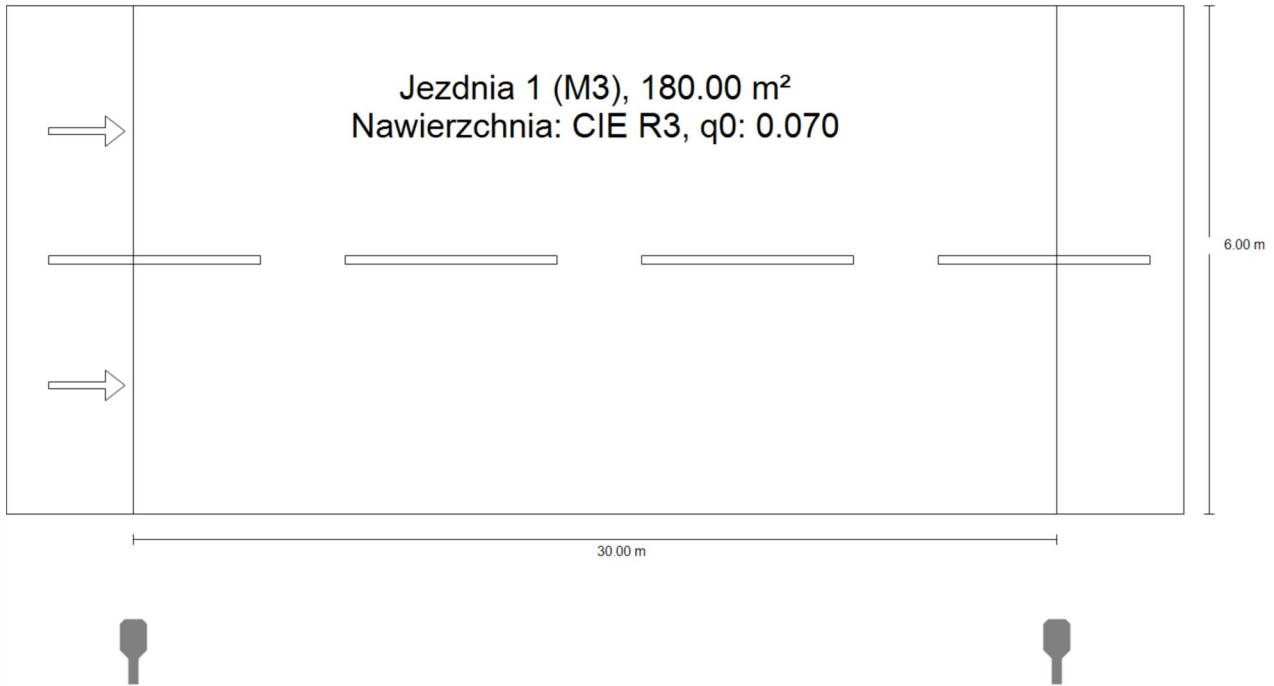 Jezdnia 1 (M3), 180.00 m²
Nawierzchnia: CIE R3, q0: 0.070
6.00 m
30.00 m